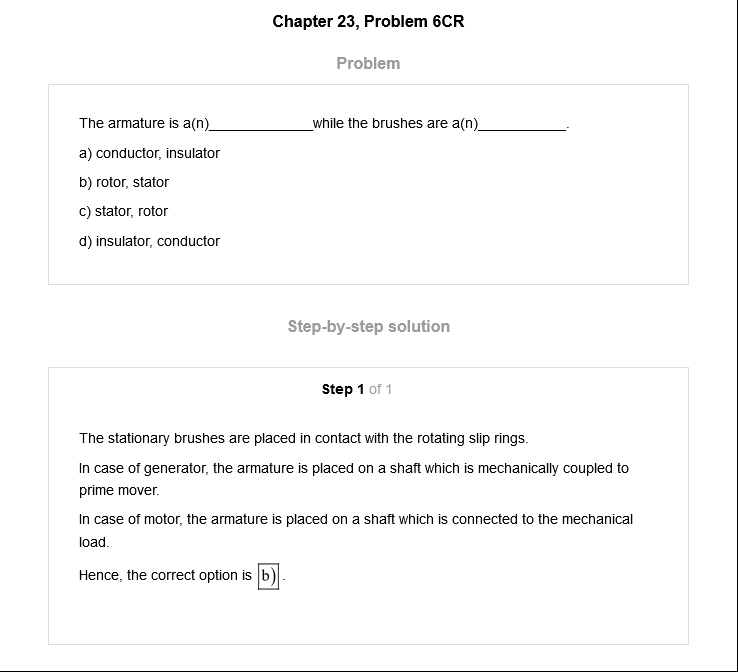 Chapter 23, Problem 6CR
Problem
The armature is a(n)______________while the brushes are a(n)____________.
a) conductor, insulator
b) rotor, stator
c) stator, rotor
d) insulator, conductor
Step-by-step solution
Step 1 of 1
The stationary brushes are placed in contact with the rotating slip rings.
In case of generator, the armature is placed on a shaft which is mechanically coupled to
prime mover.
In case of motor, the armature is placed on a shaft which is connected to the mechanical
load.
Hence, the correct option is b).